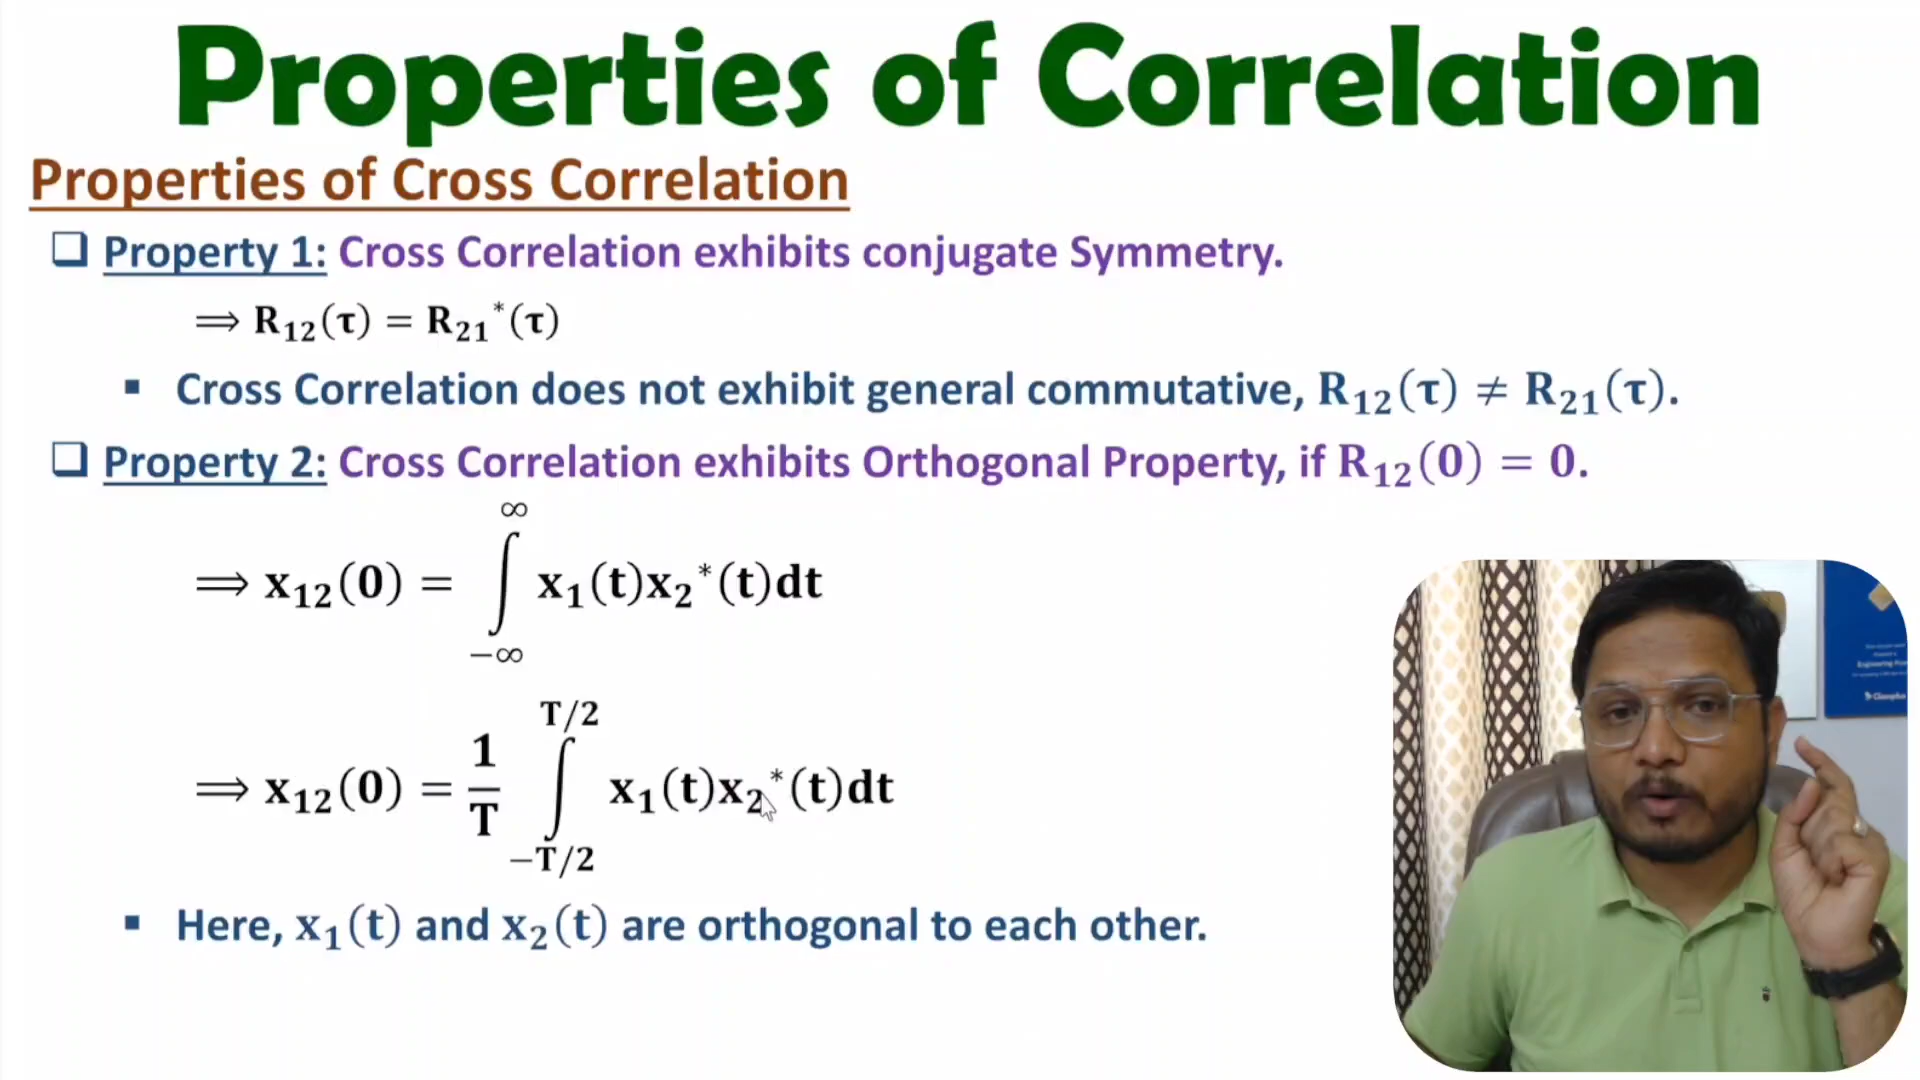 Properties of Correlation
Properties of Cross Correlation
❑ Property 1: Cross Correlation exhibits conjugate Symmetry.
⟹ R₁₂(τ) = R₂₁*(τ)
▪ Cross Correlation does not exhibit general commutative, R₁₂(τ) ≠ R₂₁(τ).
❑ Property 2: Cross Correlation exhibits Orthogonal Property, if R₁₂(0) = 0.
⟹ x₁₂(0) = ∫_{−∞}^{∞} x₁(t)x₂*(t)dt
⟹ x₁₂(0) = 1/T ∫_{−T/2}^{T/2} x₁(t)x₂*(t)dt
▪ Here, x₁(t) and x₂(t) are orthogonal to each other.